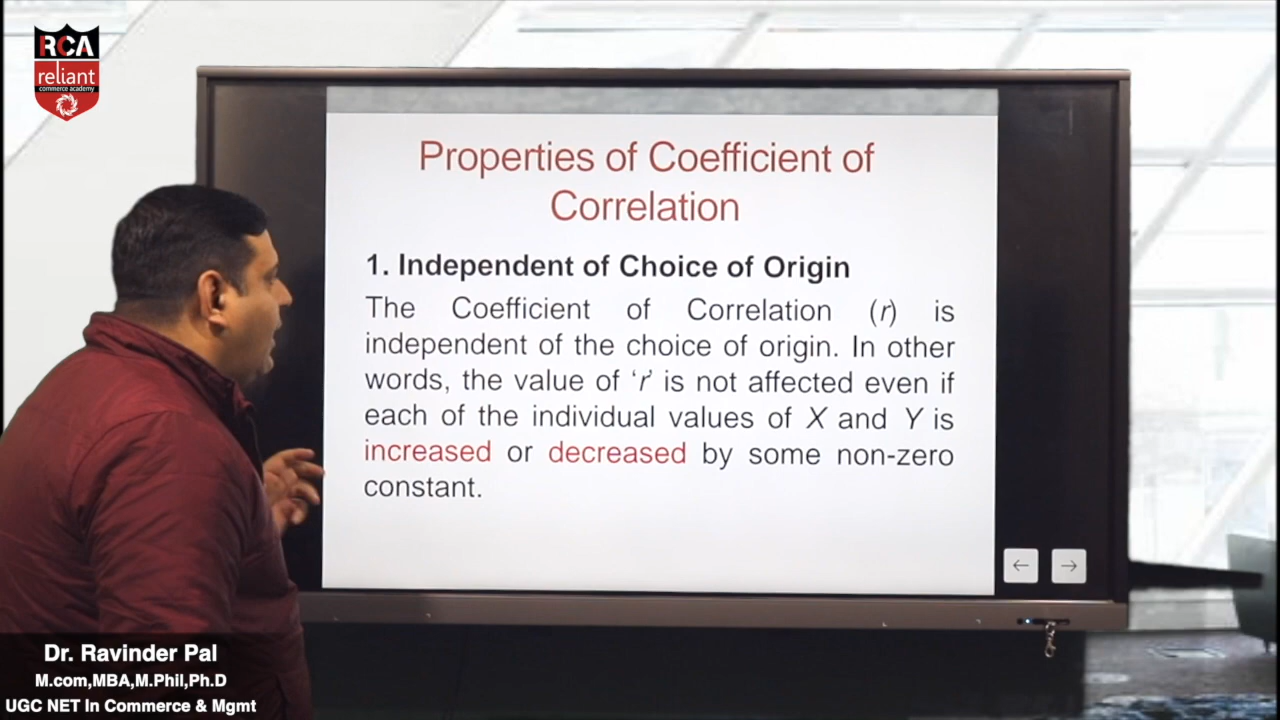 RCA
reliant
commerce academy
Properties of Coefficient of
Correlation
1. Independent of Choice of Origin
The Coefficient of Correlation (r) is
independent of the choice of origin. In other
words, the value of ‘r’ is not affected even if
each of the individual values of X and Y is
increased or decreased by some non-zero
constant.
Dr. Ravinder Pal
M.com,MBA,M.Phil,Ph.D
UGC NET In Commerce & Mgmt